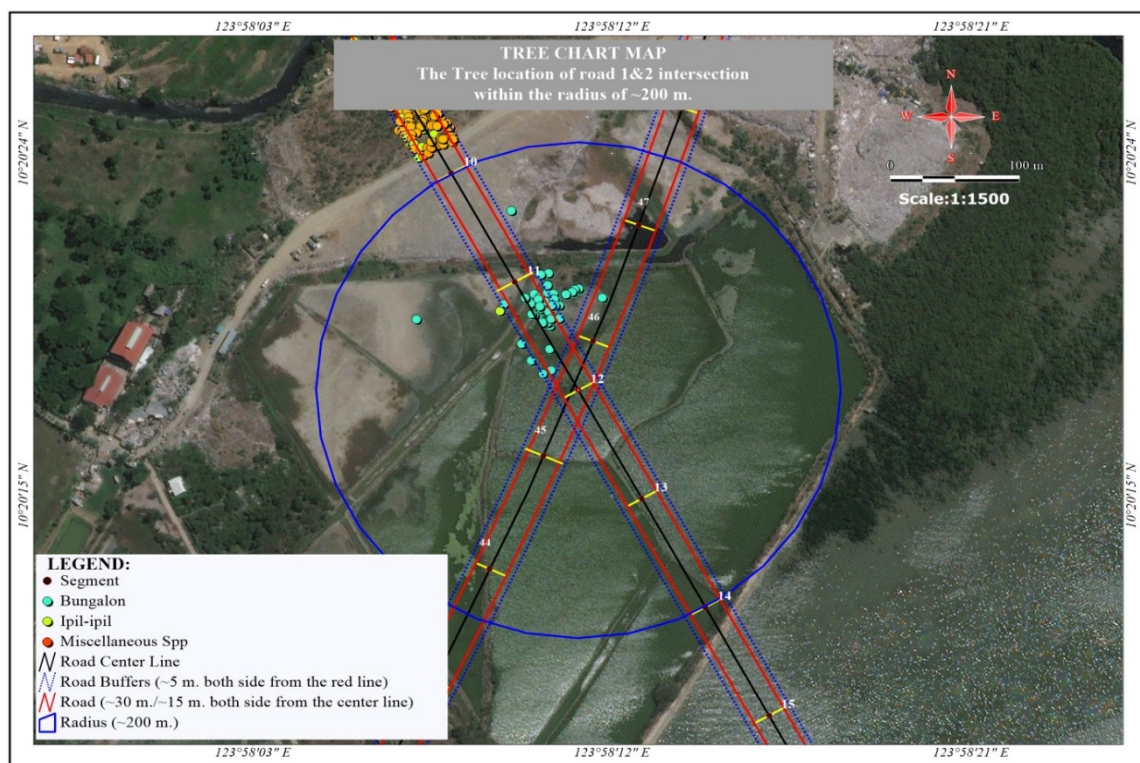 123°58'03" E 123°58'12" E 123°58'21" E
TREE CHART MAP
The Tree location of road 1&2 intersection
within the radius of ~200 m.
N
W E
S
10°20'24" N
10°20'24" N
0 100 m
Scale:1:1500
10
47
11
46
12
45
13
10°20'15" N
10°20'15" N
44
14
15
LEGEND:
Segment
Bungalon
Ipil-ipil
Miscellaneous Spp
Road Center Line
Road Buffers (~5 m. both side from the red line)
Road (~30 m./~15 m. both side from the center line)
Radius (~200 m.)
123°58'03" E 123°58'12" E 123°58'21" E